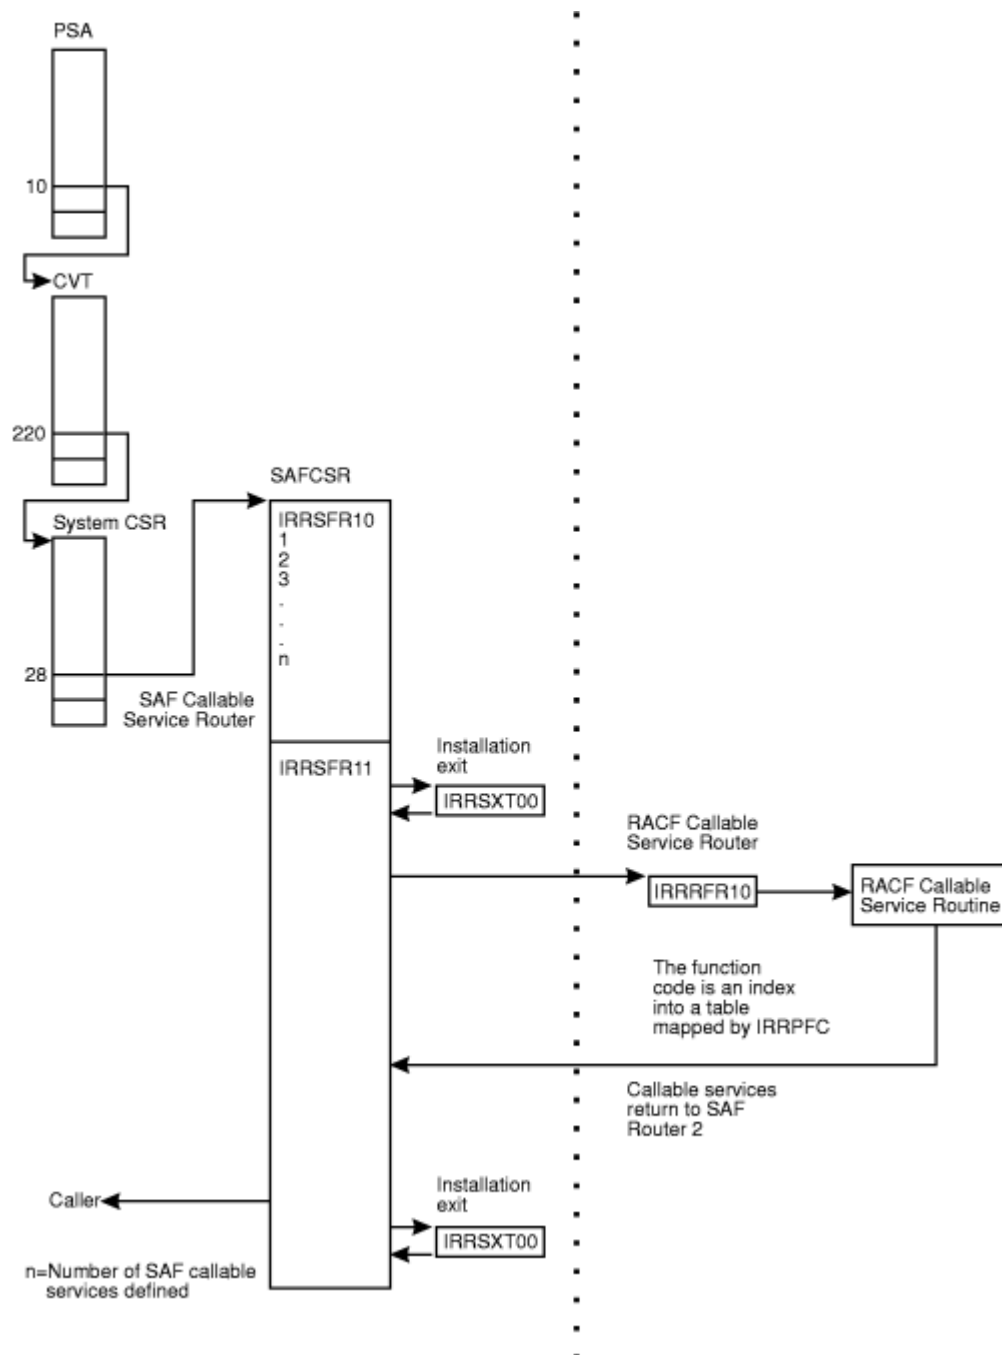 PSA
10
CVT
220
System CSR
28
SAFCSR
IRRSFR10
1
2
3
.
.
.
n
SAF Callable
Service Router
IRRSFR11
Installation
exit
IRRSXT00
RACF Callable
Service Router
IRRRFR10
RACF Callable
Service Routine
The function
code is an index
into a table
mapped by IRRPFC
Callable services
return to SAF
Router 2
Caller
Installation
exit
IRRSXT00
n=Number of SAF callable
services defined